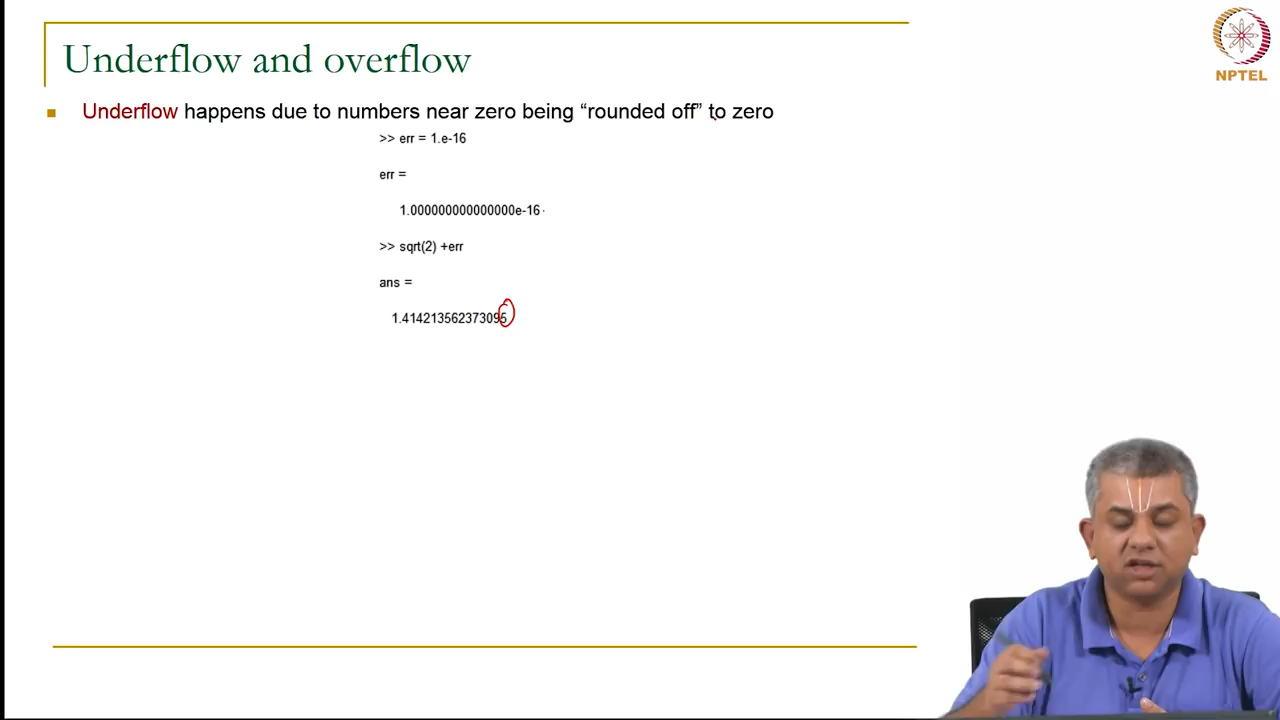 Underflow and overflow
NPTEL
Underflow happens due to numbers near zero being “rounded off” to zero
>> err = 1.e-16
err =
1.000000000000000e-16
>> sqrt(2) +err
ans =
1.414213562373095